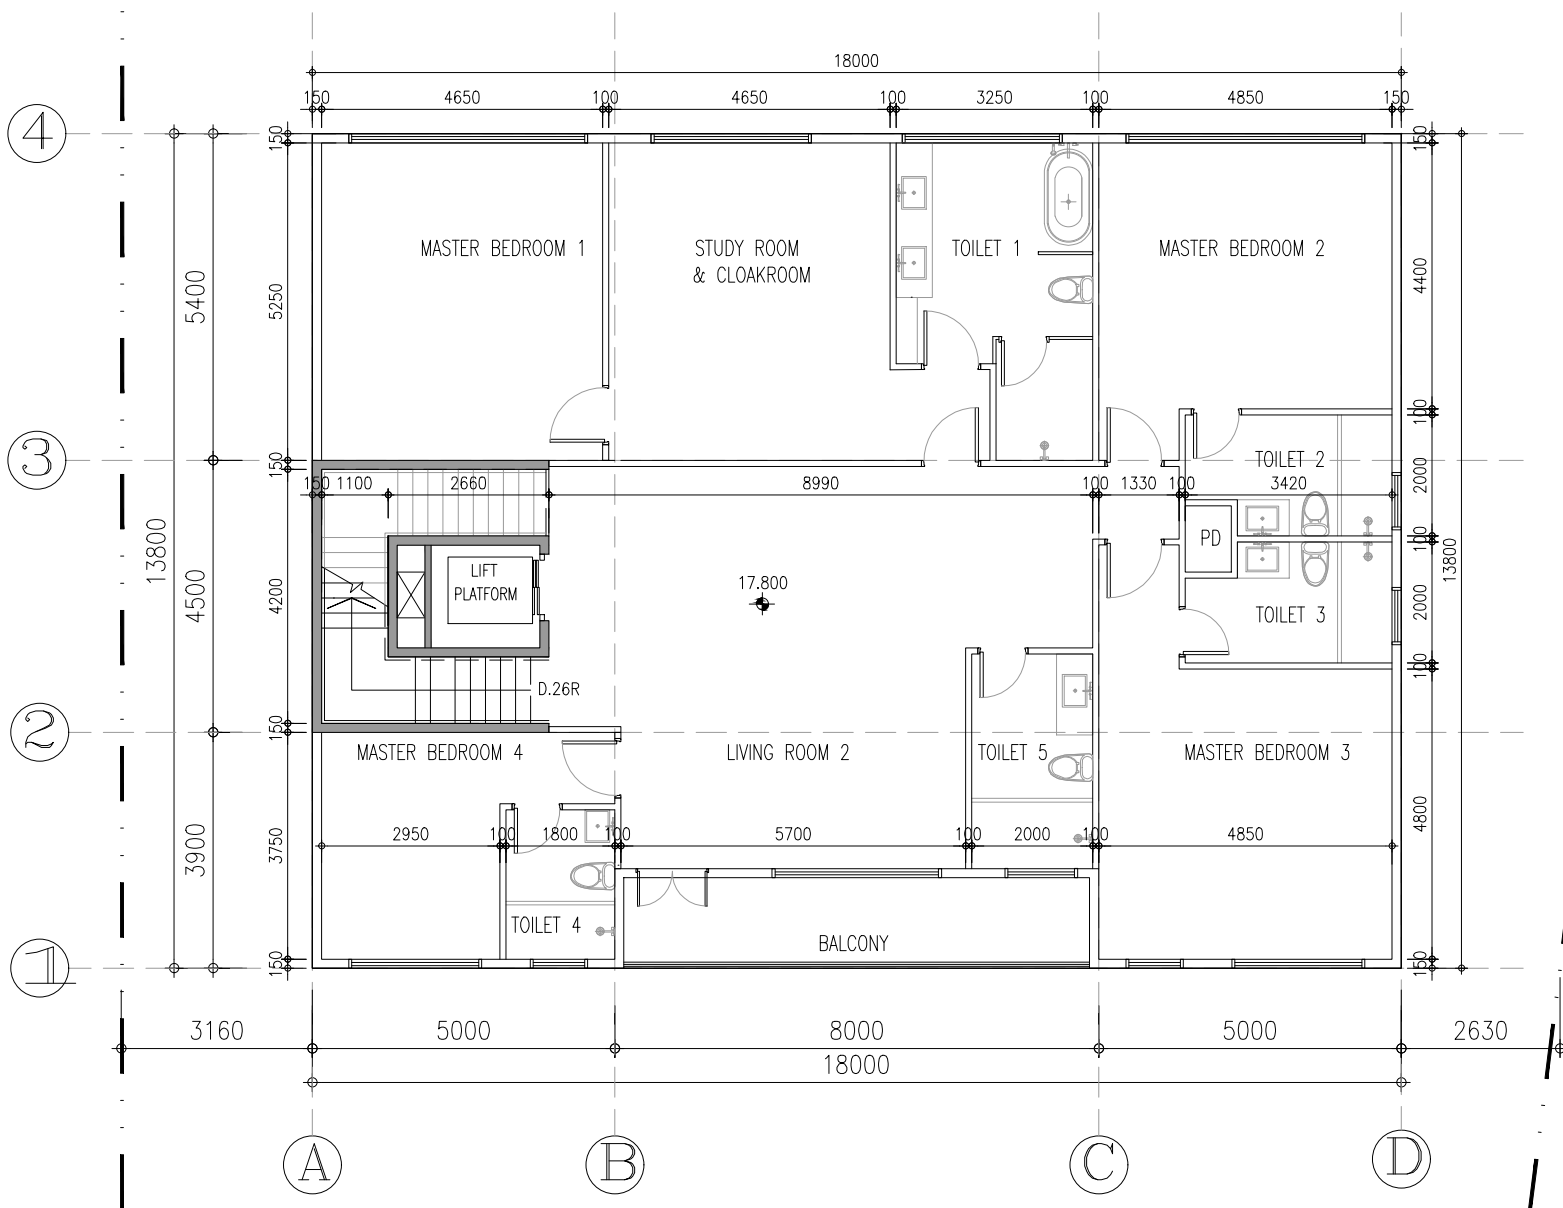 18000
150 4650 100 4650 100 3250 100 4850 150
4
150
150
MASTER BEDROOM 1
STUDY ROOM
& CLOAKROOM
TOILET 1
MASTER BEDROOM 2
5400
5250
4400
100
3
150
TOILET 2
150 1100 2660 8990 100 1330 100 3420
2000
13800
4500
4200
LIFT
PLATFORM
17.800
PD
100
13800
2000
TOILET 3
100
D.26R
2
150
MASTER BEDROOM 4
LIVING ROOM 2
TOILET 5
MASTER BEDROOM 3
3900
3750
2950 100 1800 100 5700 100 2000 100 4850
4800
TOILET 4
BALCONY
1
150
150
3160 5000 8000 5000 2630
18000
A B C D